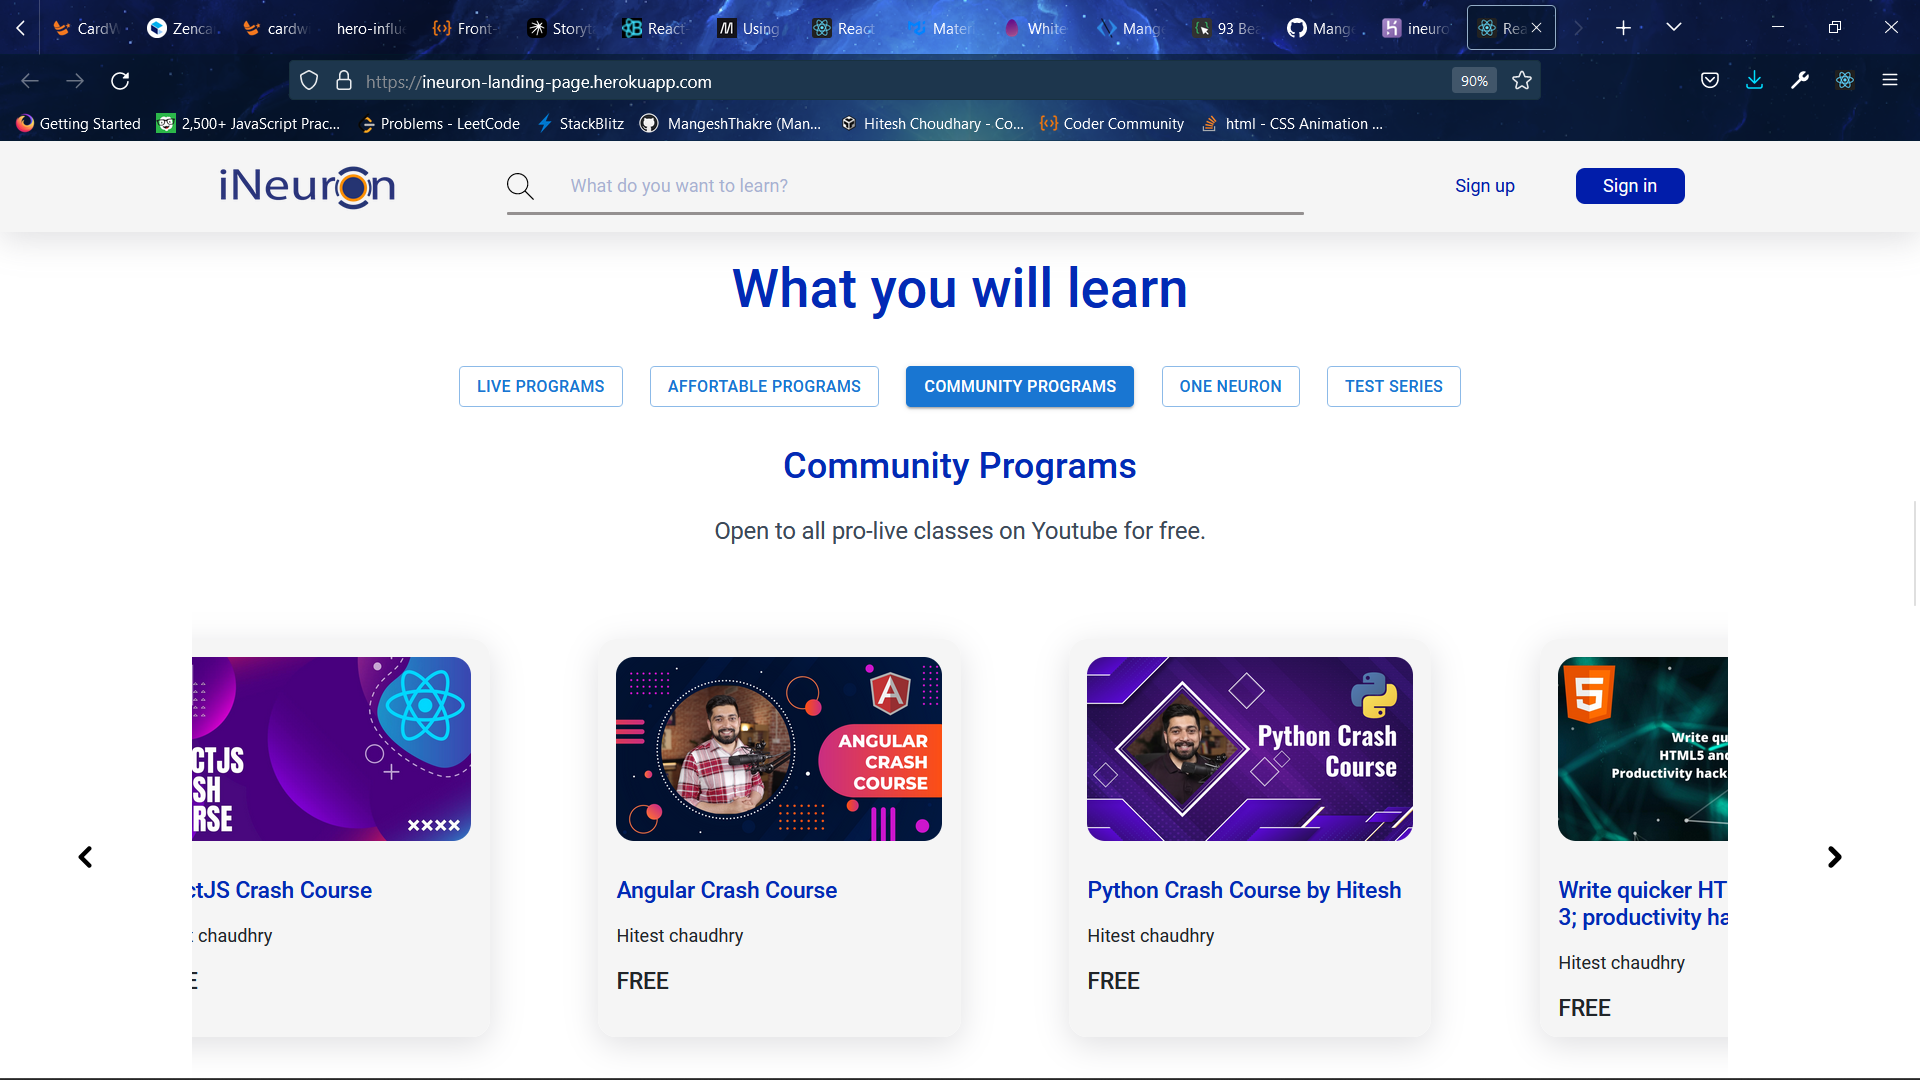 CardW
Zenca
cardw
hero-influe
Front-
Storyt
React-
Using
React
Mater
White
Mang
93 Bea
Mange
ineuro
Rea
https://ineuron-landing-page.herokuapp.com
90%
Getting Started
2,500+ JavaScript Prac...
Problems - LeetCode
StackBlitz
MangeshThakre (Man...
Hitesh Choudhary - Co...
Coder Community
html - CSS Animation ...
iNeuron
What do you want to learn?
Sign up
Sign in
What you will learn
LIVE PROGRAMS
AFFORTABLE PROGRAMS
COMMUNITY PROGRAMS
ONE NEURON
TEST SERIES
Community Programs
Open to all pro-live classes on Youtube for free.
CTJS
SH
RSE
ctJS Crash Course
chaudhry
E
ANGULAR
CRASH
COURSE
Angular Crash Course
Hitest chaudhry
FREE
Python Crash
Course
Python Crash Course by Hitesh
Hitest chaudhry
FREE
5
Write qu
HTML5 and
Productivity hack
Write quicker HT
3; productivity ha
Hitest chaudhry
FREE